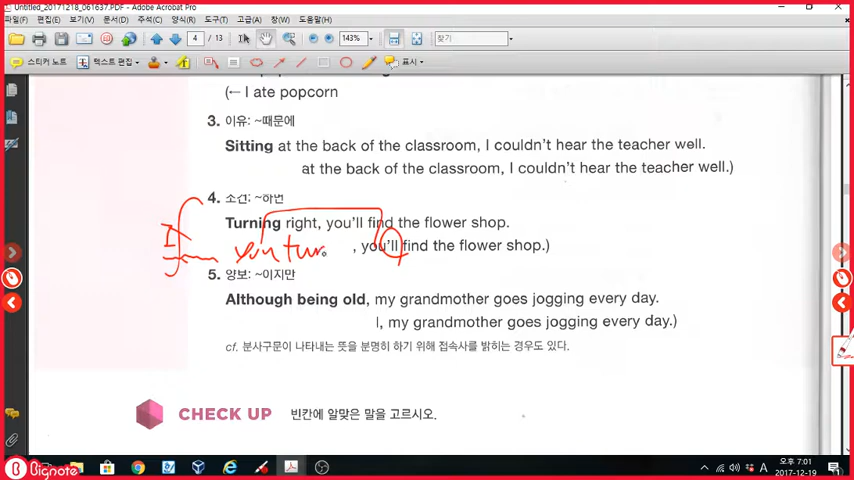 Untitled_20171218_061637.PDF - Adobe Acrobat Pro
파일(F) 편집(E) 보기(V) 문서(D) 주석(C) 양식(R) 도구(T) 고급(A) 창(W) 도움말(H)
4 / 13 143% 찾기
스티커 노트 텍스트 편집 표시
(← I ate popcorn
3. 이유: ~때문에
Sitting at the back of the classroom, I couldn't hear the teacher well.
at the back of the classroom, I couldn't hear the teacher well.)
4. 조건: ~하면
Turning right, you'll find the flower shop.
If you tur , you'll find the flower shop.)
5. 양보: ~이지만
Although being old, my grandmother goes jogging every day.
l, my grandmother goes jogging every day.)
cf. 분사구문이 나타내는 뜻을 분명히 하기 위해 접속사를 밝히는 경우도 있다.
CHECK UP 빈칸에 알맞은 말을 고르시오.
Bignote
A 오후 7:01
2017-12-19